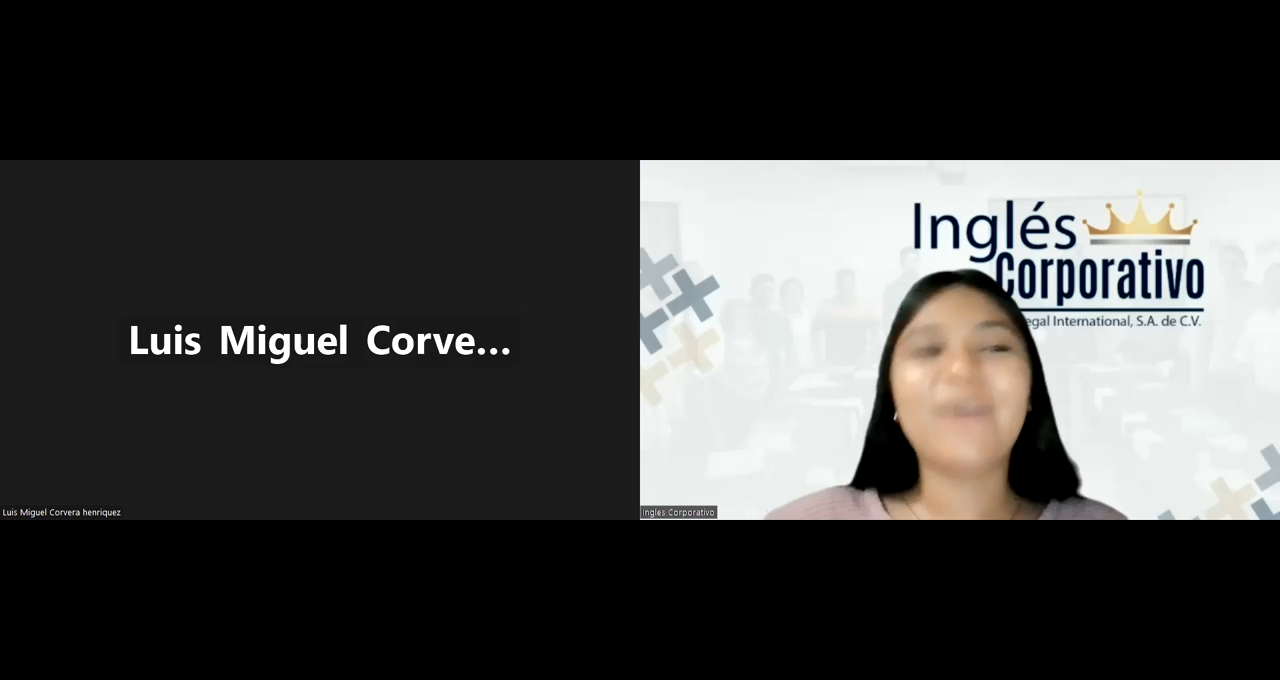 Luis Miguel Corve...
Luis Miguel Corvera henriquez
Inglés
Corporativo
egal International, S.A. de C.V.
Ingles Corporativo